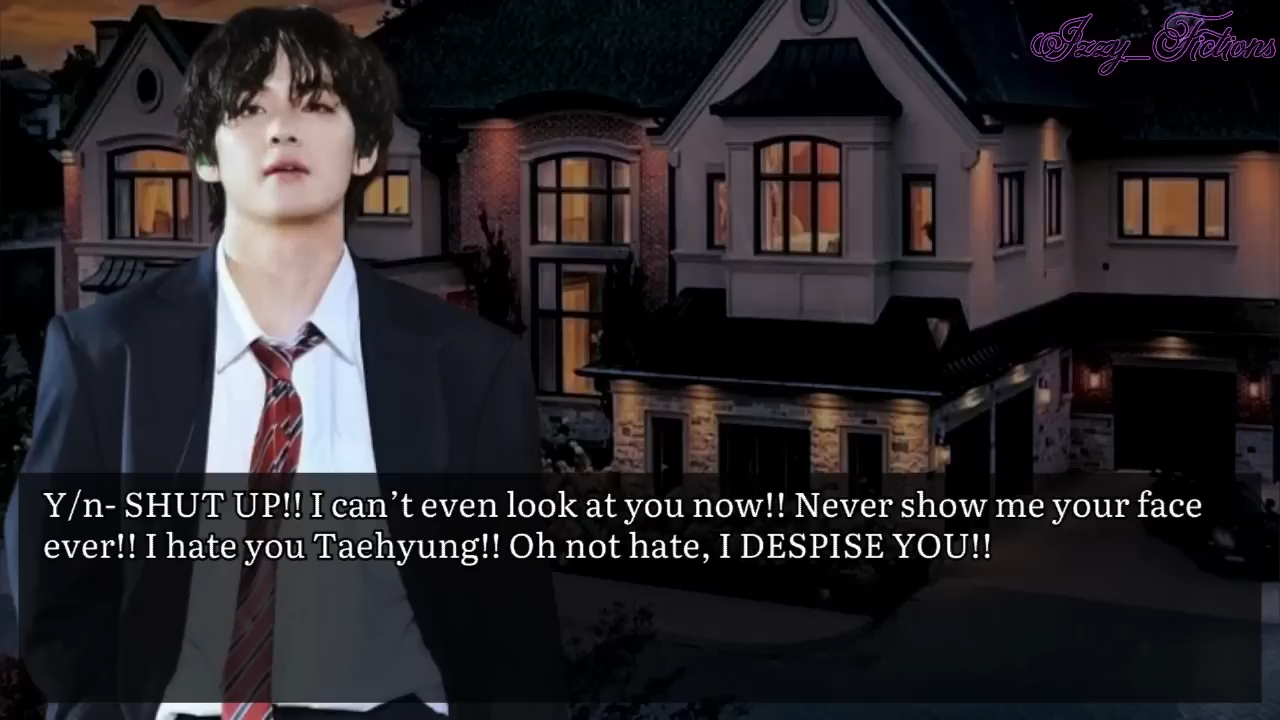 Izzy_Fictions
Y/n- SHUT UP!! I can’t even look at you now!! Never show me your face
ever!! I hate you Taehyung!! Oh not hate, I DESPISE YOU!!